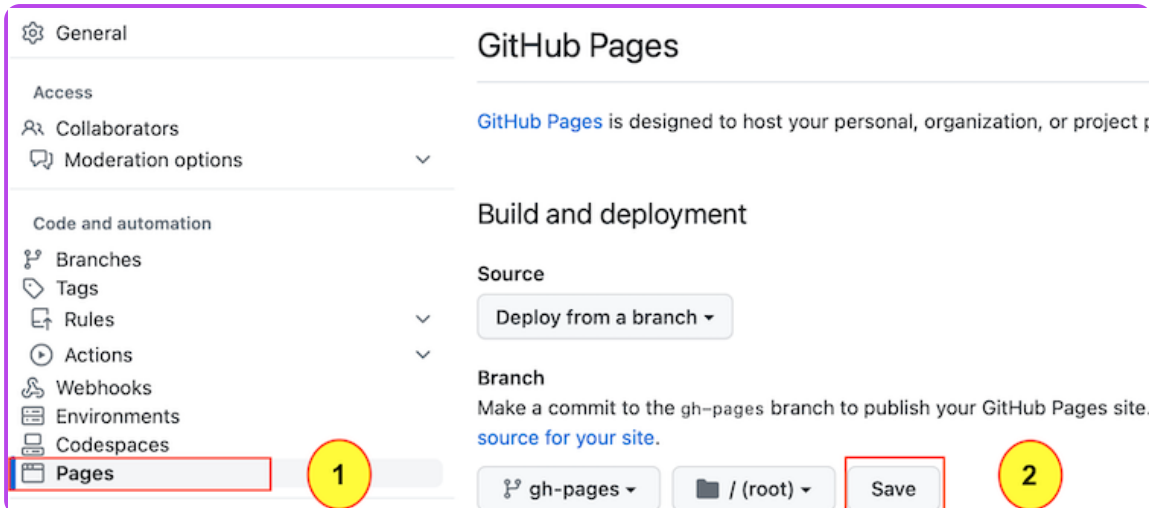 General
Access
Collaborators
Moderation options
Code and automation
Branches
Tags
Rules
Actions
Webhooks
Environments
Codespaces
Pages
1
GitHub Pages
GitHub Pages is designed to host your personal, organization, or project
Build and deployment
Source
Deploy from a branch
Branch
Make a commit to the gh-pages branch to publish your GitHub Pages site.
source for your site.
gh-pages
/ (root)
Save
2